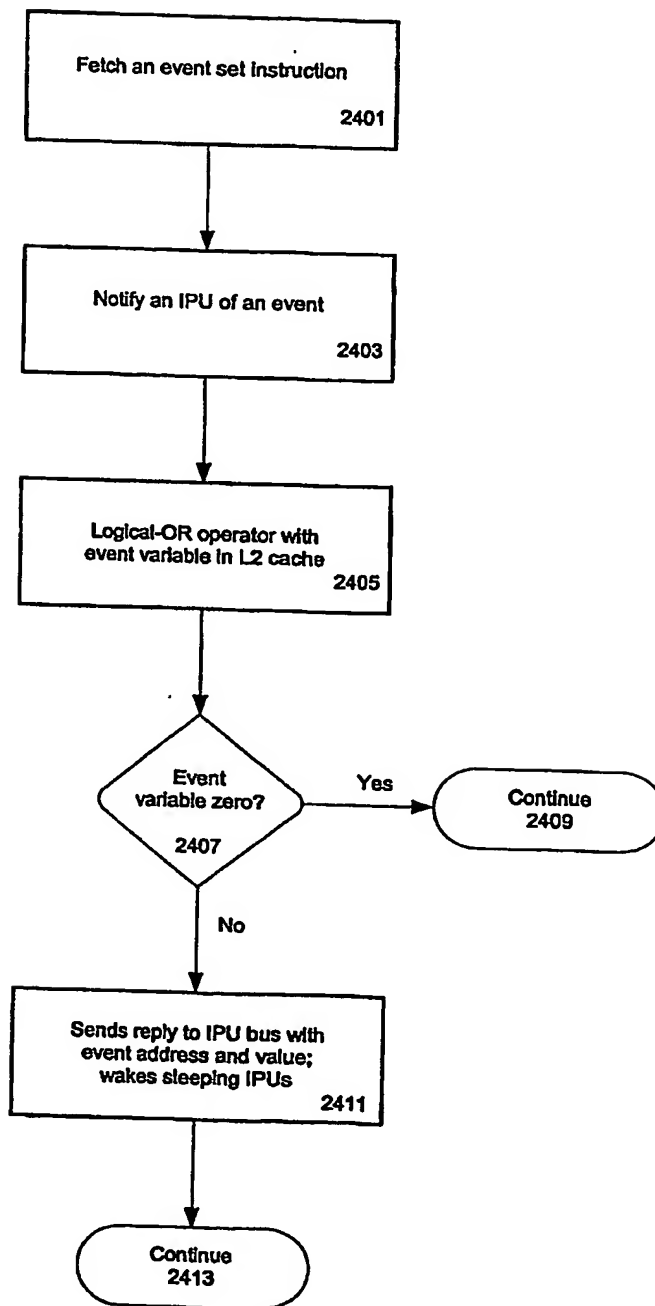 Fetch an event set instruction
2401
Notify an IPU of an event
2403
Logical-OR operator with
event variable in L2 cache
2405
Event
variable zero?
2407
Yes
Continue
2409
No
Sends reply to IPU bus with
event address and value;
wakes sleeping IPUs
2411
Continue
2413